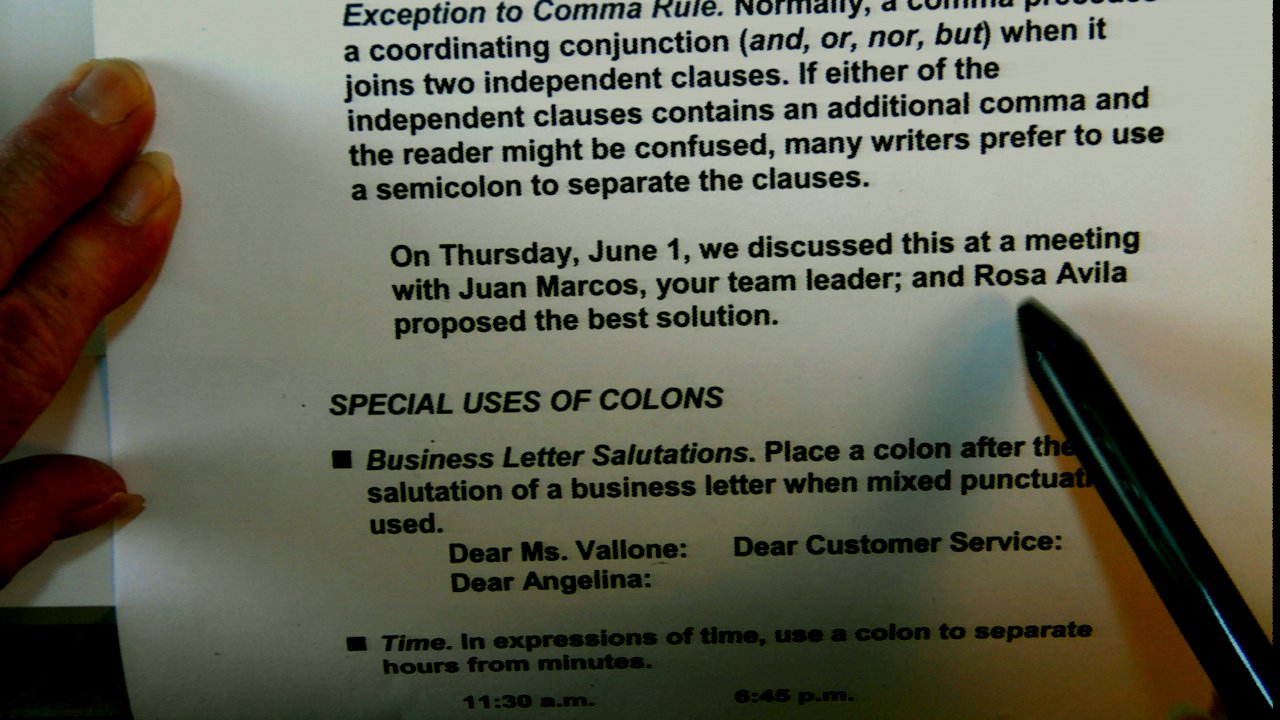 Exception to Comma Rule. Normally, a comma
a coordinating conjunction (and, or, nor, but) when it
joins two independent clauses. If either of the
independent clauses contains an additional comma and
the reader might be confused, many writers prefer to use
a semicolon to separate the clauses.
On Thursday, June 1, we discussed this at a meeting
with Juan Marcos, your team leader; and Rosa Avila
proposed the best solution.
SPECIAL USES OF COLONS
■ Business Letter Salutations. Place a colon after the
salutation of a business letter when mixed
used.
Dear Ms. Vallone: Dear Customer Service:
Dear Angelina:
■ Time. In expressions of time, use a colon to separate
hours from minutes.
11:30 a.m. 6:45 p.m.